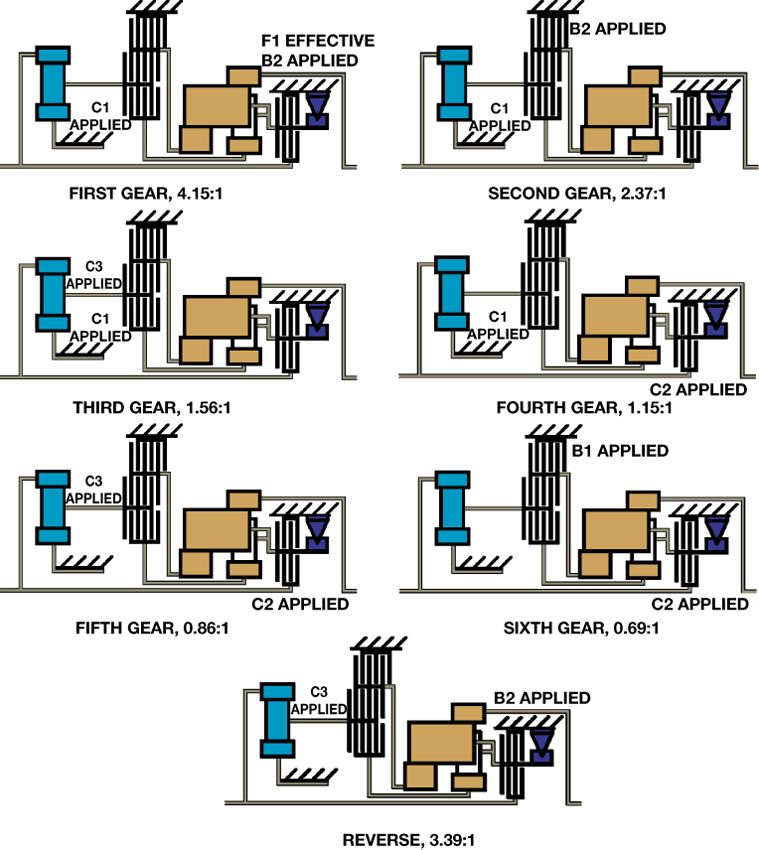 F1 EFFECTIVE
B2 APPLIED
C1
APPLIED
FIRST GEAR, 4.15:1
B2 APPLIED
C1
APPLIED
SECOND GEAR, 2.37:1
C3
APPLIED
C1
APPLIED
THIRD GEAR, 1.56:1
C1
APPLIED
C2 APPLIED
FOURTH GEAR, 1.15:1
C3
APPLIED
C2 APPLIED
FIFTH GEAR, 0.86:1
B1 APPLIED
C2 APPLIED
SIXTH GEAR, 0.69:1
C3
APPLIED
B2 APPLIED
REVERSE, 3.39:1